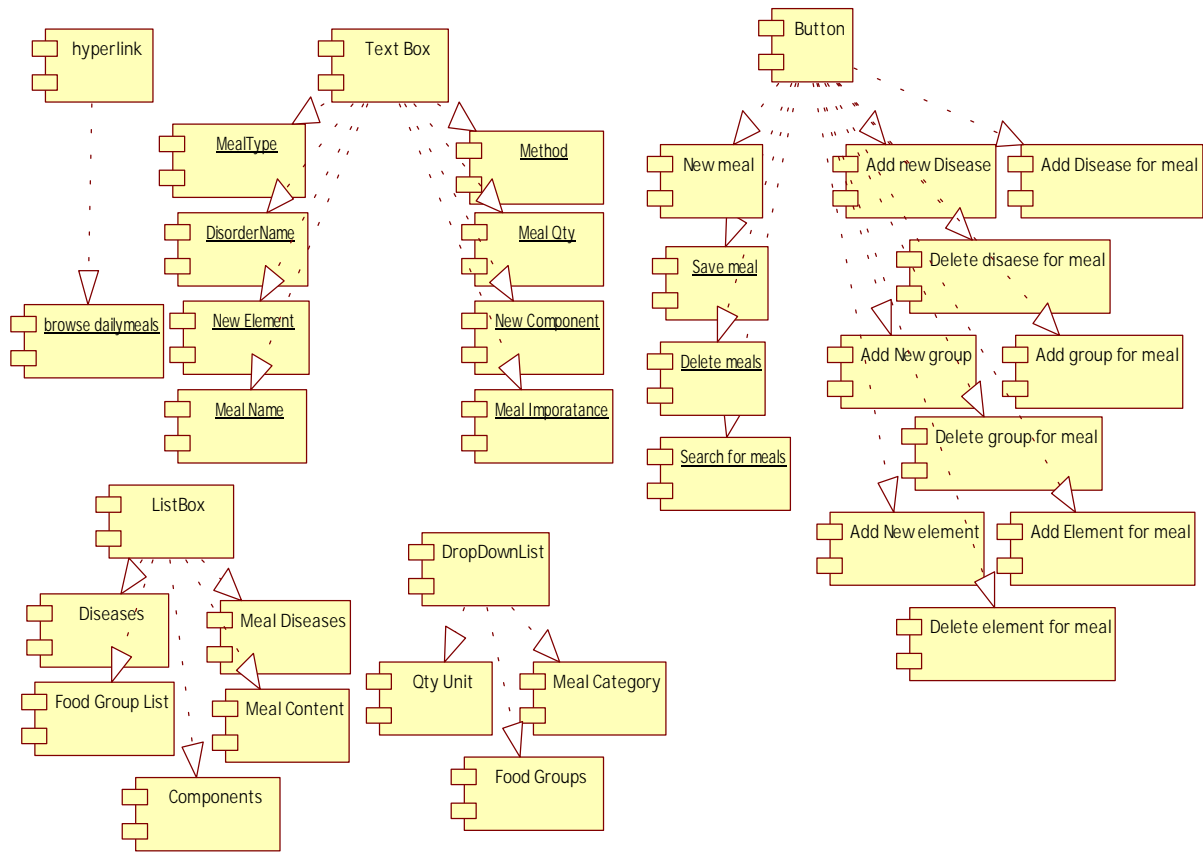 hyperlink
Text Box
Button
MealType
Method
New meal
Add new Disease
Add Disease for meal
DisorderName
Meal Qty
Save meal
Delete disaese for meal
browse dailymeals
New Element
New Component
Delete meals
Add New group
Add group for meal
Meal Name
Meal Imporatance
Search for meals
Delete group for meal
ListBox
DropDownList
Add New element
Add Element for meal
Diseases
Meal Diseases
Delete element for meal
Food Group List
Meal Content
Qty Unit
Meal Category
Components
Food Groups